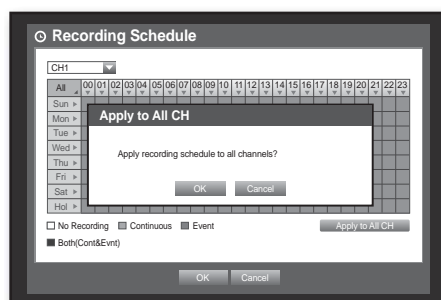 Recording Schedule
CH1
All 00 01 02 03 04 05 06 07 08 09 10 11 12 13 14 15 16 17 18 19 20 21 22 23
Sun
Mon
Tue
Wed
Thu
Fri
Sat
Hol
Apply to All CH
Apply recording schedule to all channels?
OK Cancel
No Recording Continuous Event Apply to All CH
Both(Cont&Evnt)
OK Cancel